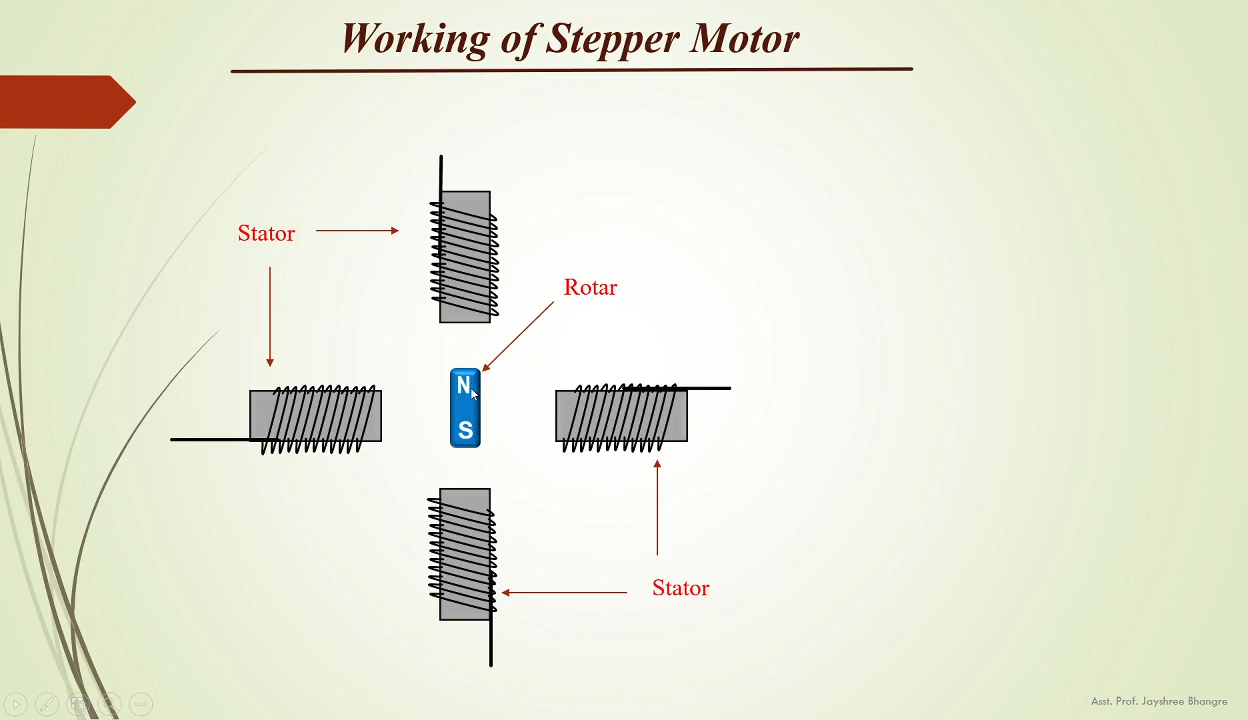 Working of Stepper Motor
Stator
Rotar
N
S
Stator
Asst. Prof. Jayshree Bhangre